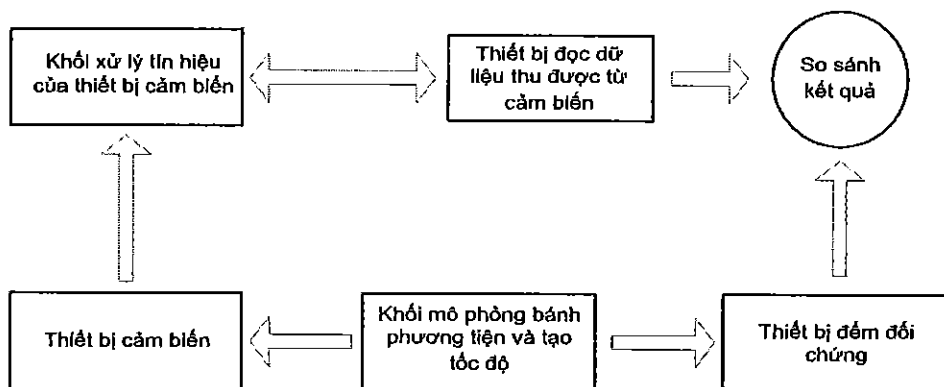 Khối xử lý tín hiệu
của thiết bị cảm biến
Thiết bị đọc dữ
liệu thu được từ
cảm biến
So sánh
kết quả
Thiết bị cảm biến
Khối mô phỏng bánh
phương tiện và tạo
tốc độ
Thiết bị đếm đối
chứng